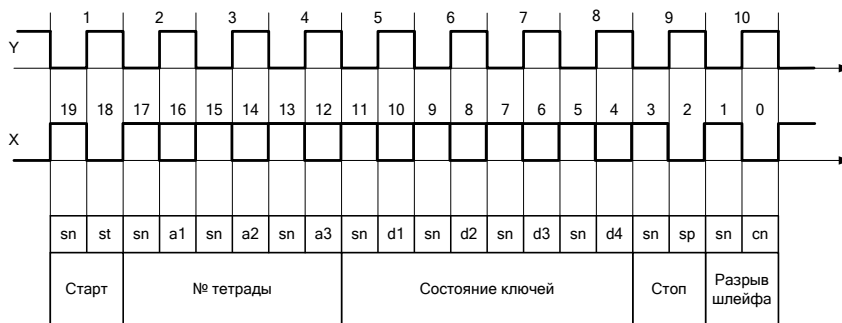 1 2 3 4 5 6 7 8 9 10
Y
19 18 17 16 15 14 13 12 11 10 9 8 7 6 5 4 3 2 1 0
X
sn st sn a1 sn a2 sn a3 sn d1 sn d2 sn d3 sn d4 sn sp sn cn
Старт № тетрады Состояние ключей Стоп Разрыв
шлейфа